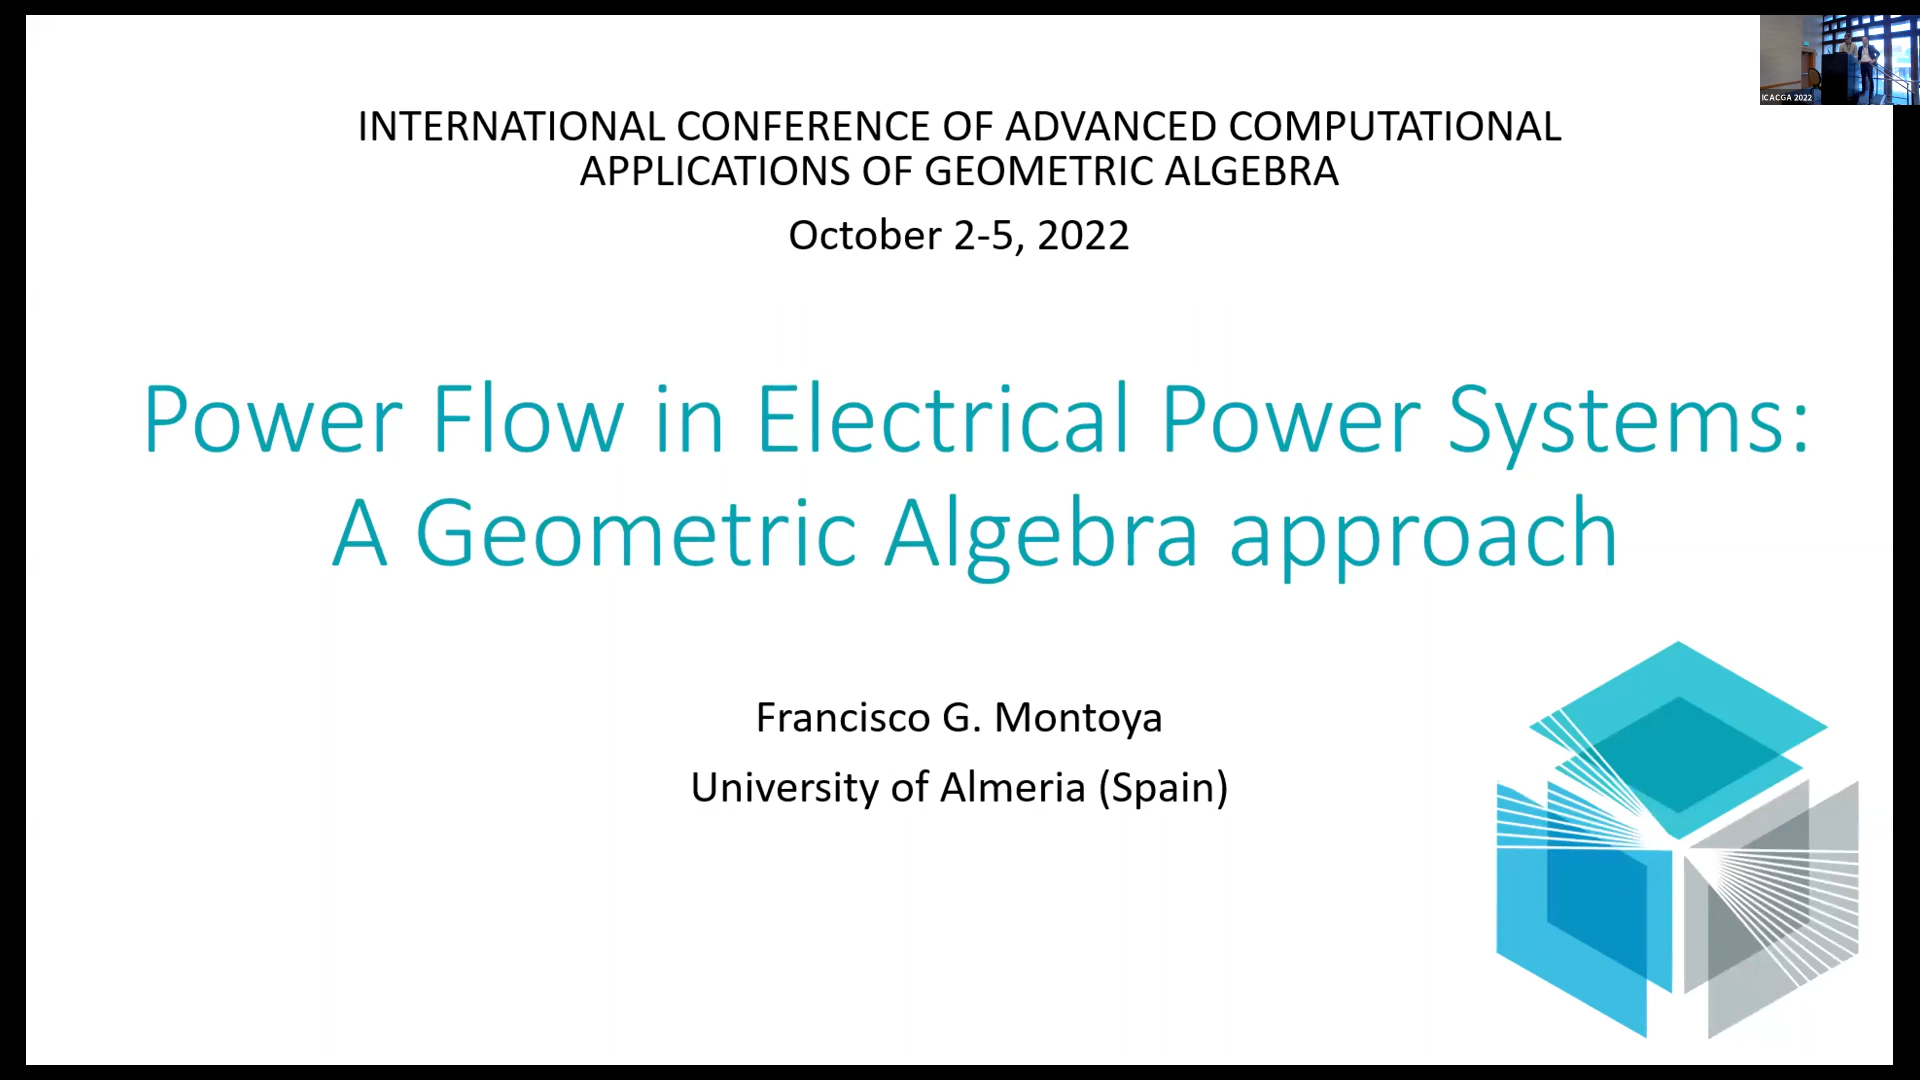 INTERNATIONAL CONFERENCE OF ADVANCED COMPUTATIONAL
APPLICATIONS OF GEOMETRIC ALGEBRA
October 2-5, 2022
Power Flow in Electrical Power Systems:
A Geometric Algebra approach
Francisco G. Montoya
University of Almeria (Spain)
ICACGA 2022